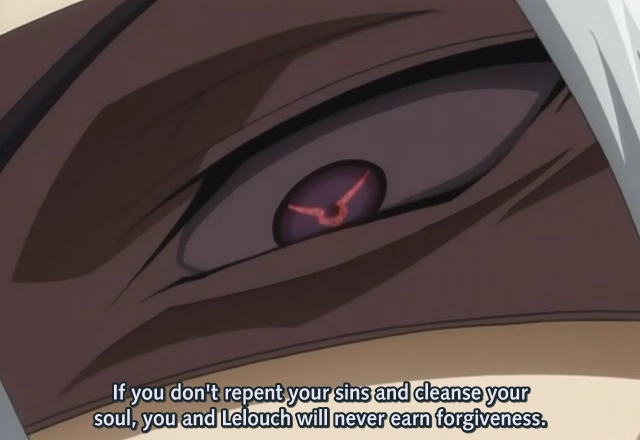 If you don't repent your sins and cleanse your
soul, you and Lelouch will never earn forgiveness.